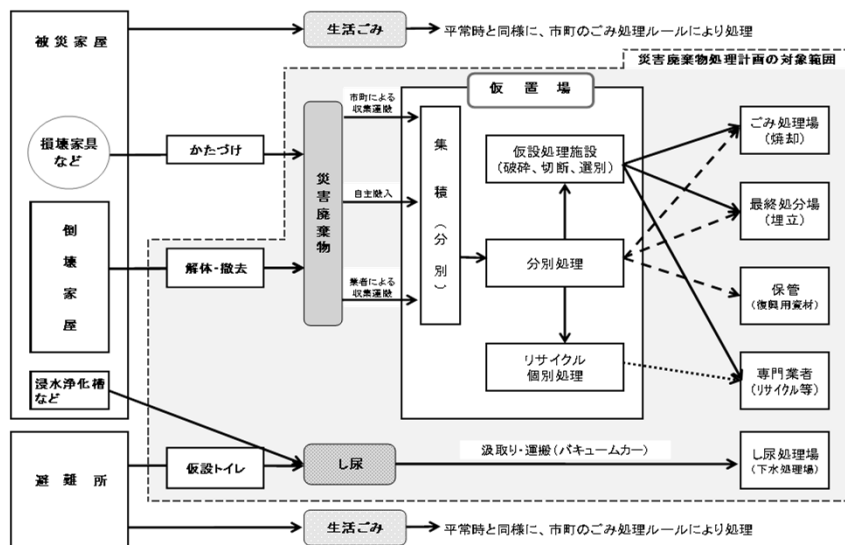 被災家屋
生活ごみ
平常時と同様に、市町のごみ処理ルールにより処理
災害廃棄物処理計画の対象範囲
損壊家具
など
かたづけ
倒壊家屋
解体・撤去
浸水浄化槽
など
災害廃棄物
市町による
収集運搬
自主搬入
業者による
収集運搬
仮置場
集積(分別)
仮設処理施設
(破砕、切断、選別)
分別処理
リサイクル
個別処理
ごみ処理場
(焼却)
最終処分場
(埋立)
保管
(復興用資材)
専門業者
(リサイクル等)
避難所
仮設トイレ
し尿
汲取り・運搬(バキュームカー)
し尿処理場
(下水処理場)
生活ごみ
平常時と同様に、市町のごみ処理ルールにより処理